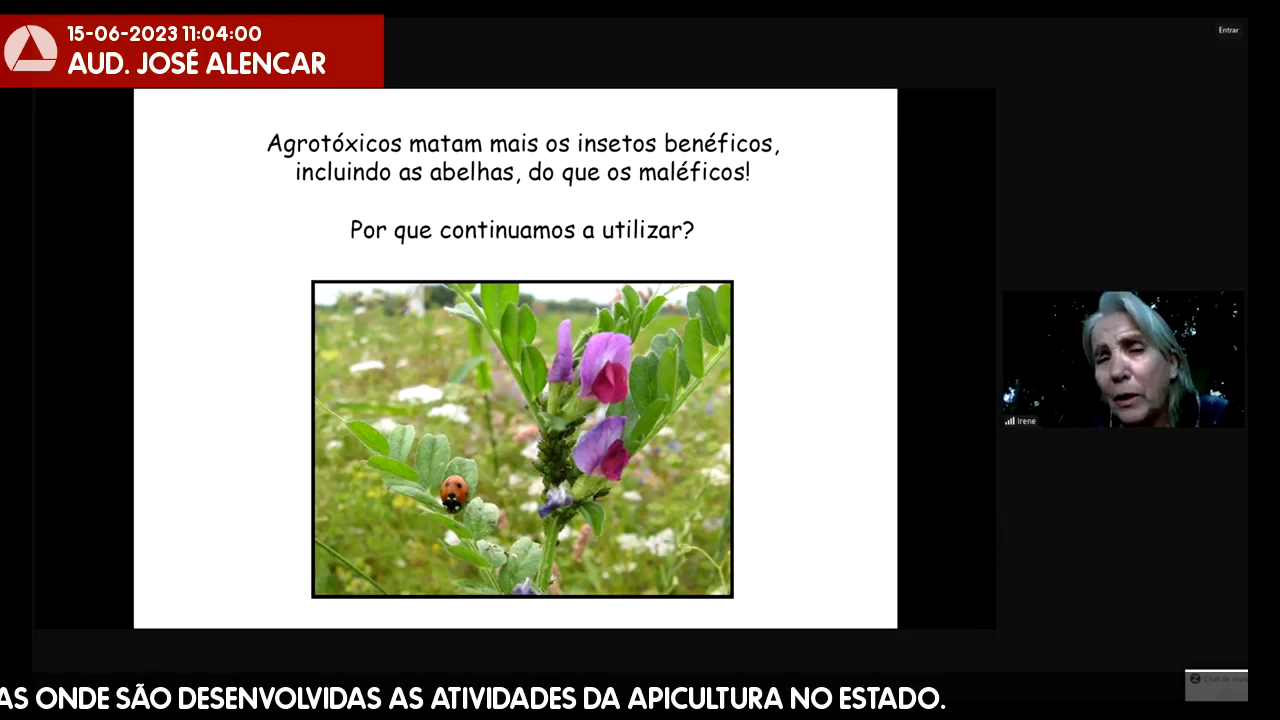 15-06-2023 11:04:00
AUD. JOSÉ ALENCAR
Entrar
Agrotóxicos matam mais os insetos benéficos,
incluindo as abelhas, do que os maléficos!
Por que continuamos a utilizar?
Irene
Chat de
AS ONDE SÃO DESENVOLVIDAS AS ATIVIDADES DA APICULTURA NO ESTADO.